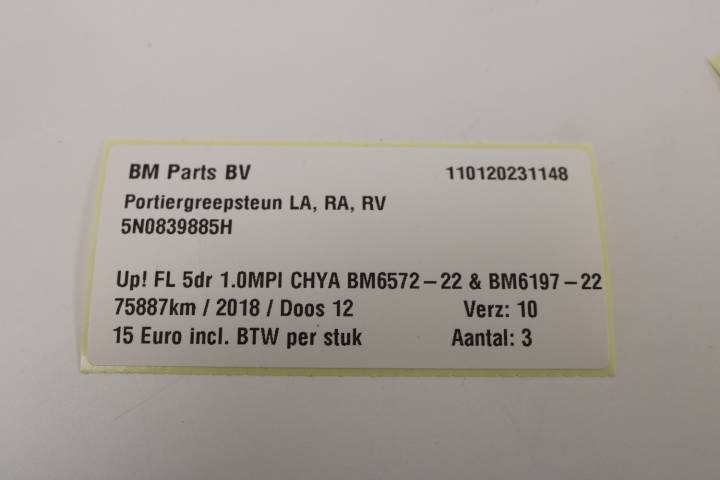 BM Parts BV 110120231148
Portiergreepsteun LA, RA, RV
5N0839885H
Up! FL 5dr 1.0MPI CHYA BM6572-22 & BM6197-22
75887km / 2018 / Doos 12 Verz: 10
15 Euro incl. BTW per stuk Aantal: 3